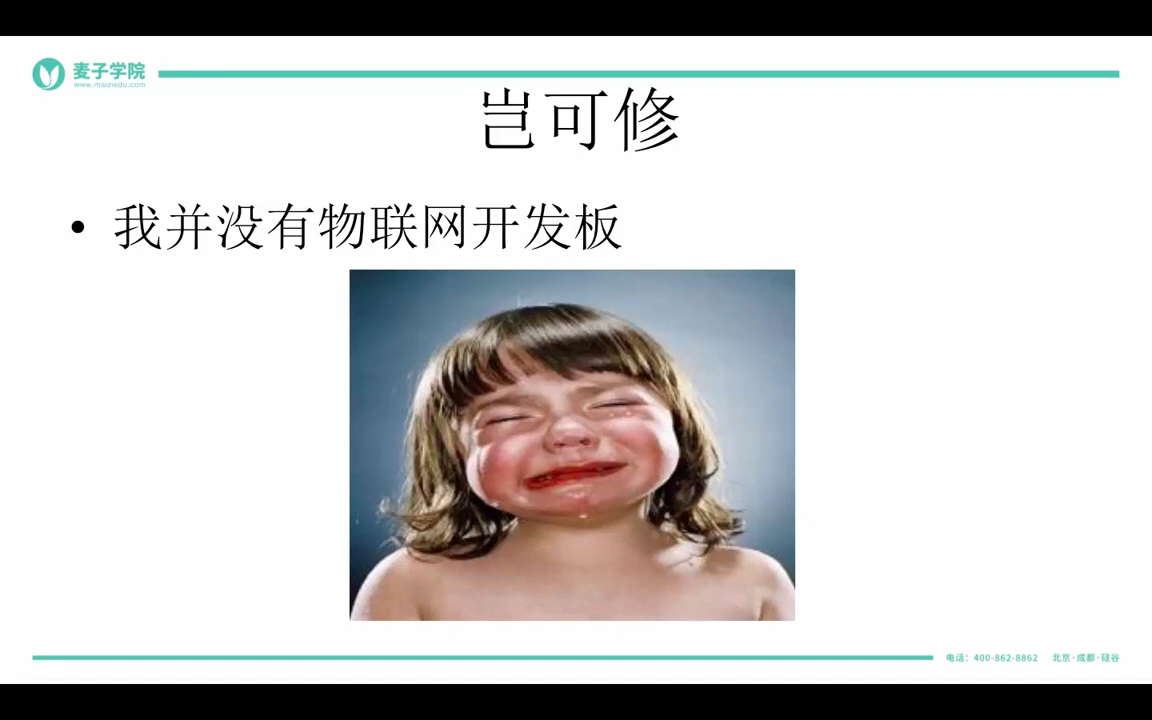 麦子学院
www.maiziedu.com
岂可修
• 我并没有物联网开发板
电话：400-862-8862 北京·成都·硅谷